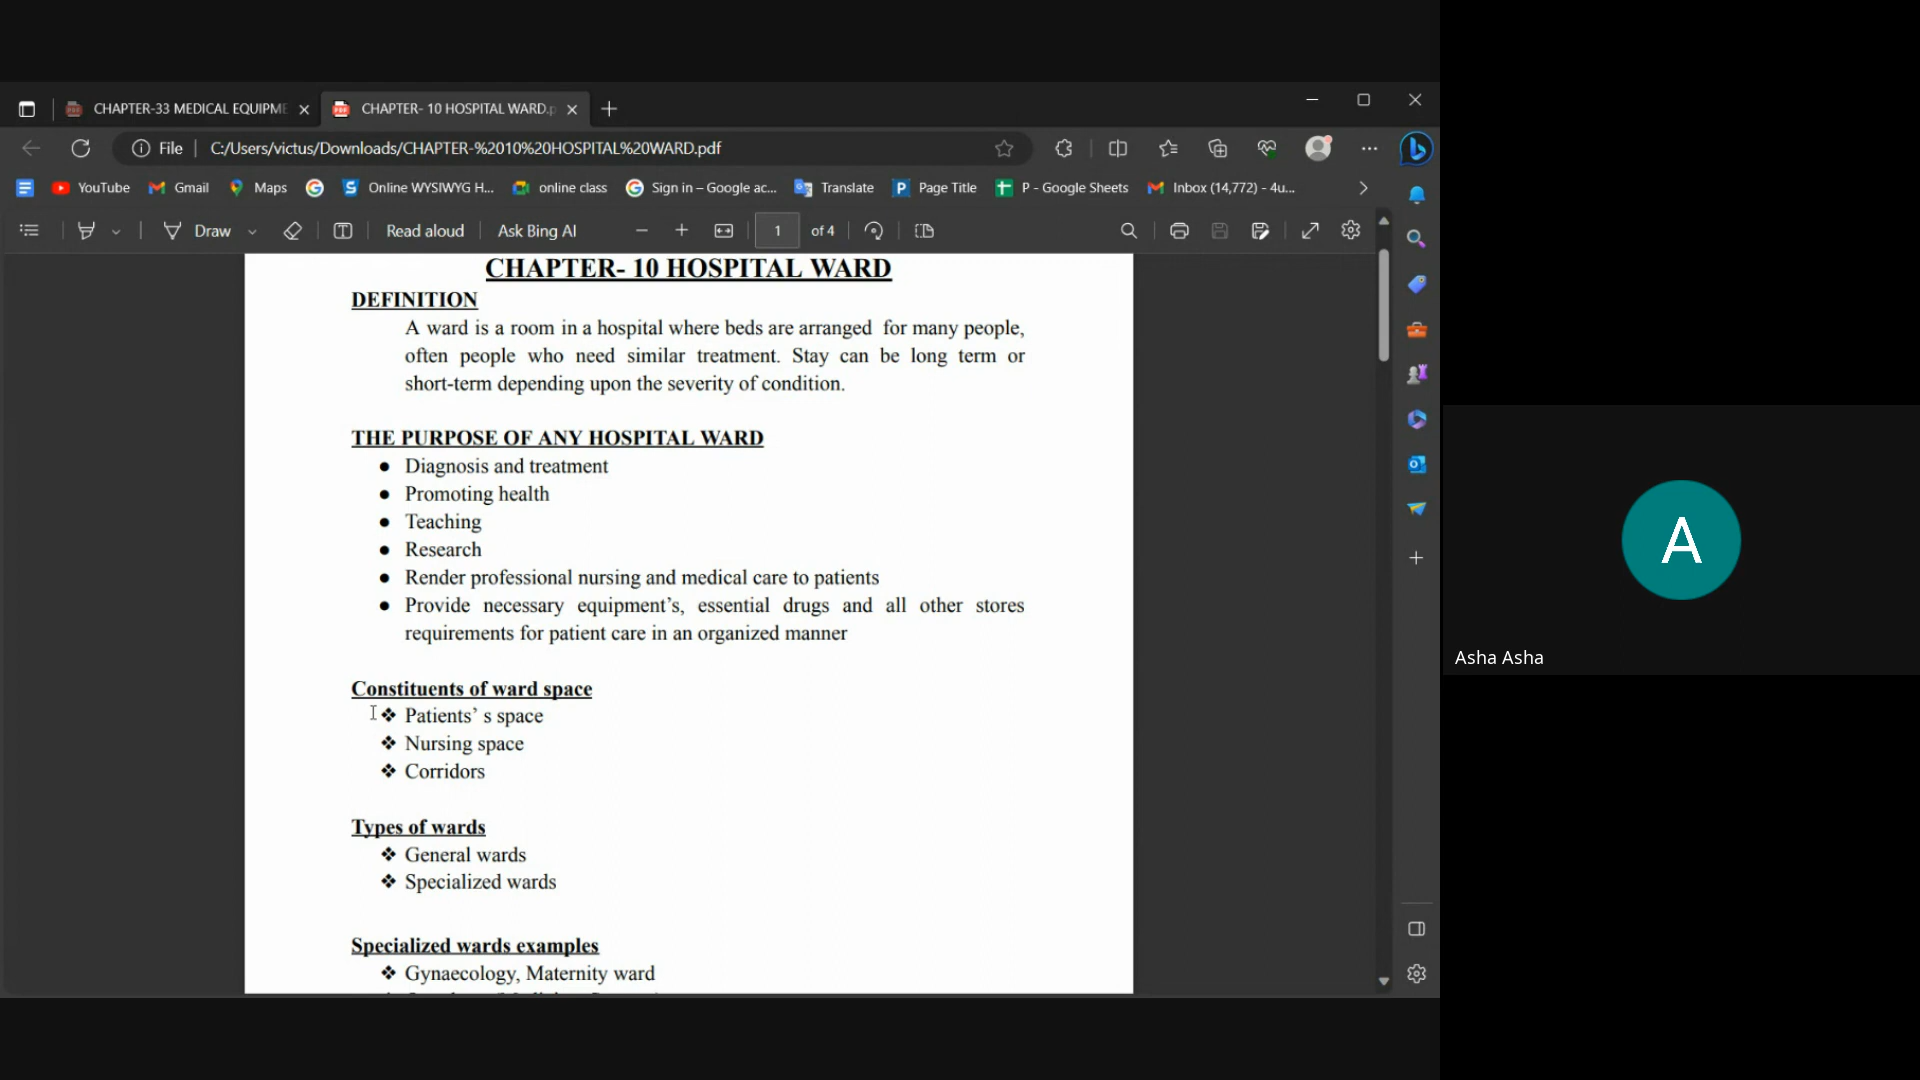 CHAPTER-33 MEDICAL EQUIPME
CHAPTER- 10 HOSPITAL WARD.p
File
C:/Users/victus/Downloads/CHAPTER-%2010%20HOSPITAL%20WARD.pdf
YouTube
Gmail
Maps
Online WYSIWYG H...
online class
Sign in – Google ac...
Translate
Page Title
P - Google Sheets
Inbox (14,772) - 4u...
Draw
Read aloud
Ask Bing AI
1
of 4
CHAPTER- 10 HOSPITAL WARD
DEFINITION
A ward is a room in a hospital where beds are arranged for many people,
often people who need similar treatment. Stay can be long term or
short-term depending upon the severity of condition.
THE PURPOSE OF ANY HOSPITAL WARD
● Diagnosis and treatment
● Promoting health
● Teaching
● Research
● Render professional nursing and medical care to patients
● Provide necessary equipment’s, essential drugs and all other stores
requirements for patient care in an organized manner
Constituents of ward space
❖ Patients’ s space
❖ Nursing space
❖ Corridors
Types of wards
❖ General wards
❖ Specialized wards
Specialized wards examples
❖ Gynaecology, Maternity ward
A
Asha Asha